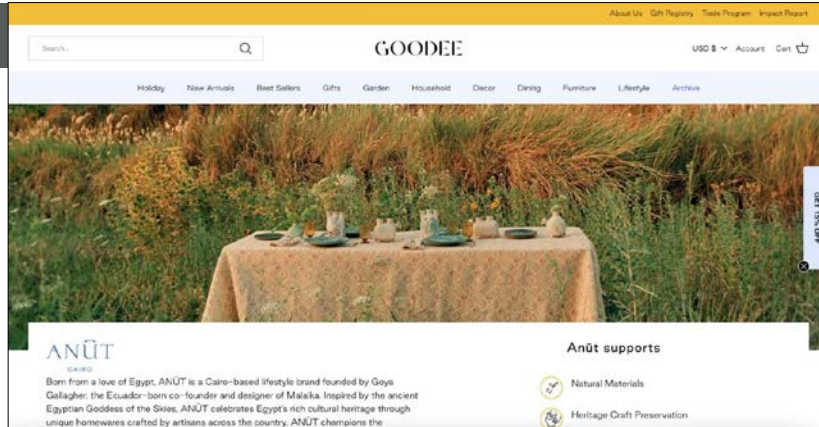 About Us Gift Registry Trade Program Impact Report
Search...
GOODEE
USD $ Account Cart
Holiday New Arrivals Best Sellers Gifts Garden Household Decor Dining Furniture Lifestyle Archive
GET 15% OFF
ANŪT
CAIRO
Anūt supports
Born from a love of Egypt, ANŪT is a Cairo-based lifestyle brand founded by Goya
Gallagher, the Ecuador-born co-founder and designer of Malaika. Inspired by the ancient
Egyptian Goddess of the Skies, ANŪT celebrates Egypt's rich cultural heritage through
unique homewares crafted by artisans across the country. ANŪT champions the
Natural Materials
Heritage Craft Preservation